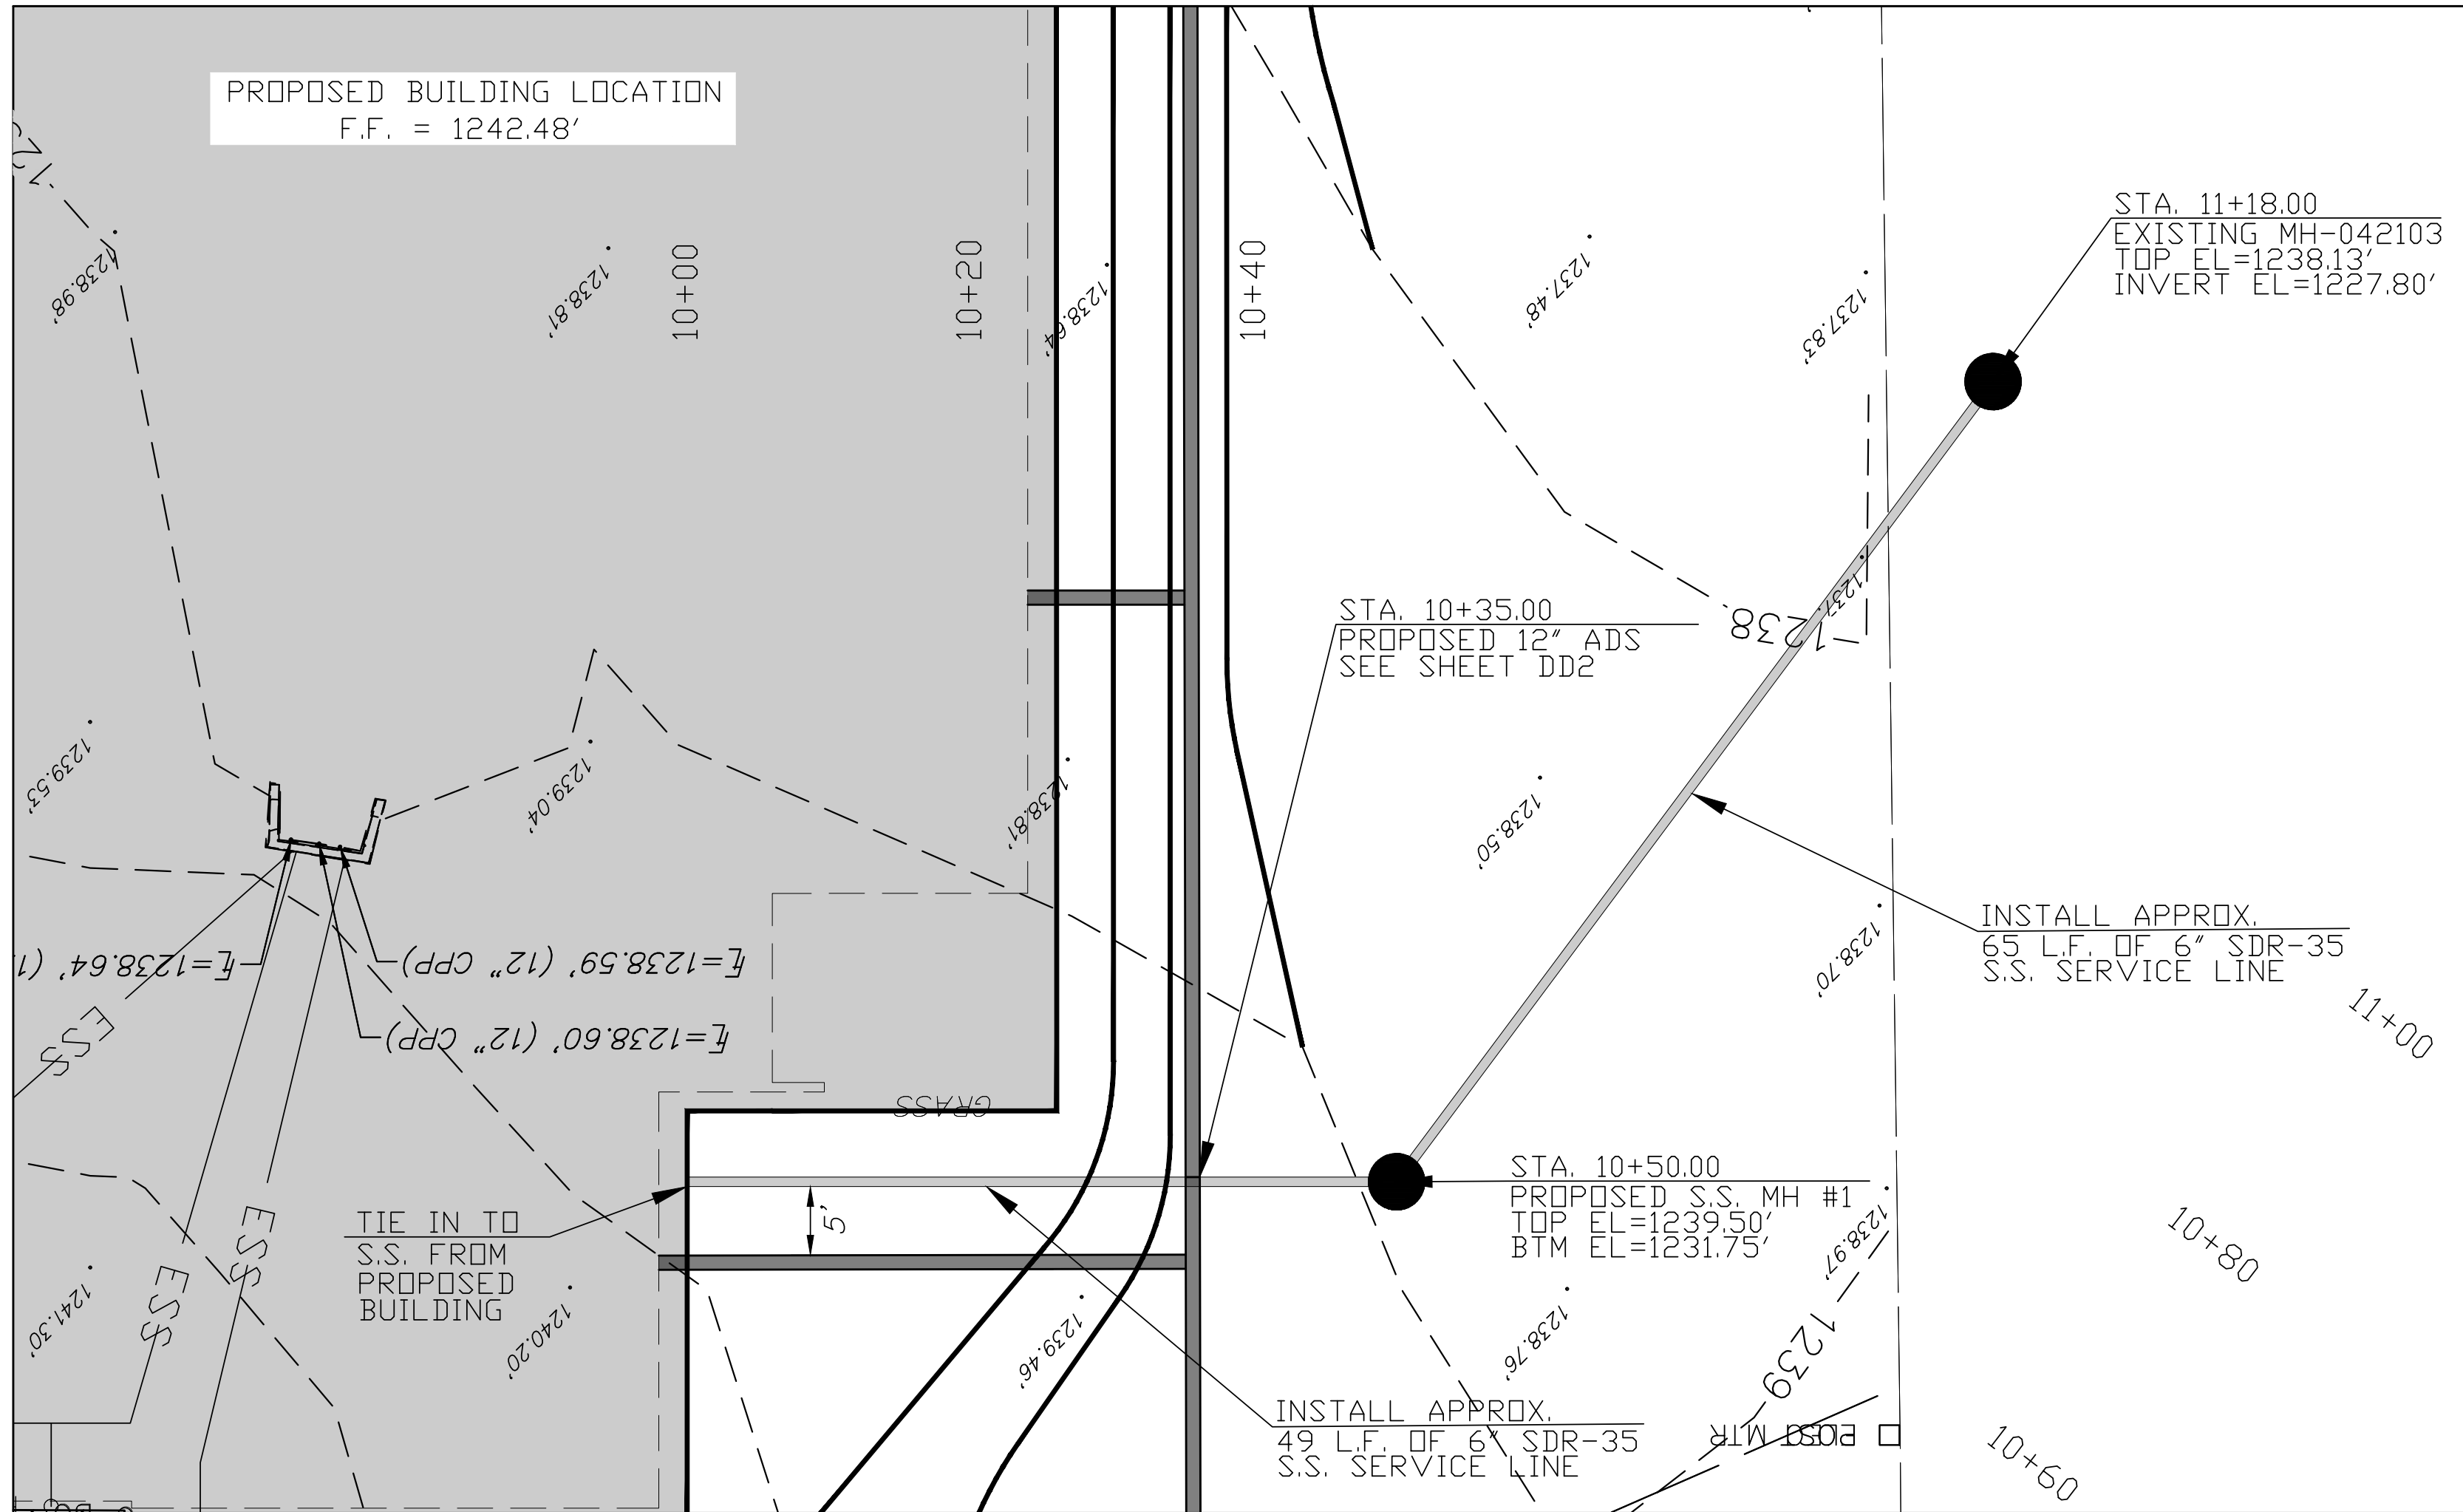 PROPOSED BUILDING LOCATION
F.F. = 1242.48'
1238.98'
1238.81'
10+00
10+20
1238.64'
10+40
1237.48'
1237.83'
STA. 11+18.00
EXISTING MH-042103
TOP EL=1238.13'
INVERT EL=1227.80'
STA. 10+35.00
PROPOSED 12" ADS
SEE SHEET DD2
1238
1239.53'
1239.04'
1238.81'
1238.50'
1238.70'
INSTALL APPROX.
65 L.F. OF 6" SDR-35
S.S. SERVICE LINE
11+00
FL=1238.64' (1
FL=1238.59' (12" CPP)
FL=1238.60' (12" CPP)
ESS
GRASS
STA. 10+50.00
PROPOSED S.S. MH #1
TOP EL=1239.50'
BTM EL=1231.75'
TIE IN TO
S.S. FROM
PROPOSED
BUILDING
5'
ESS
ESS
1238.97'
10+80
1241.30'
1240.20'
1239.46'
1238.76'
1239
INSTALL APPROX.
49 L.F. OF 6" SDR-35
S.S. SERVICE LINE
MTR
10+60